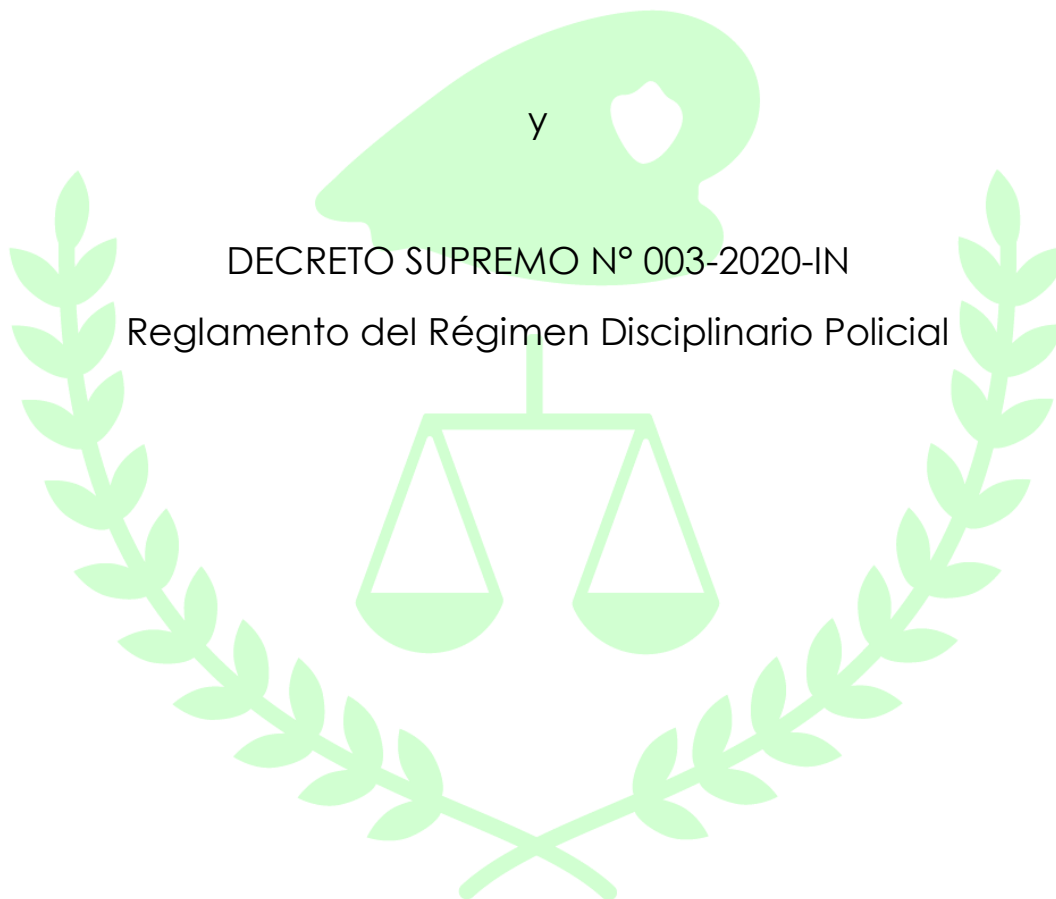 y
DECRETO SUPREMO N° 003-2020-IN
Reglamento del Régimen Disciplinario Policial